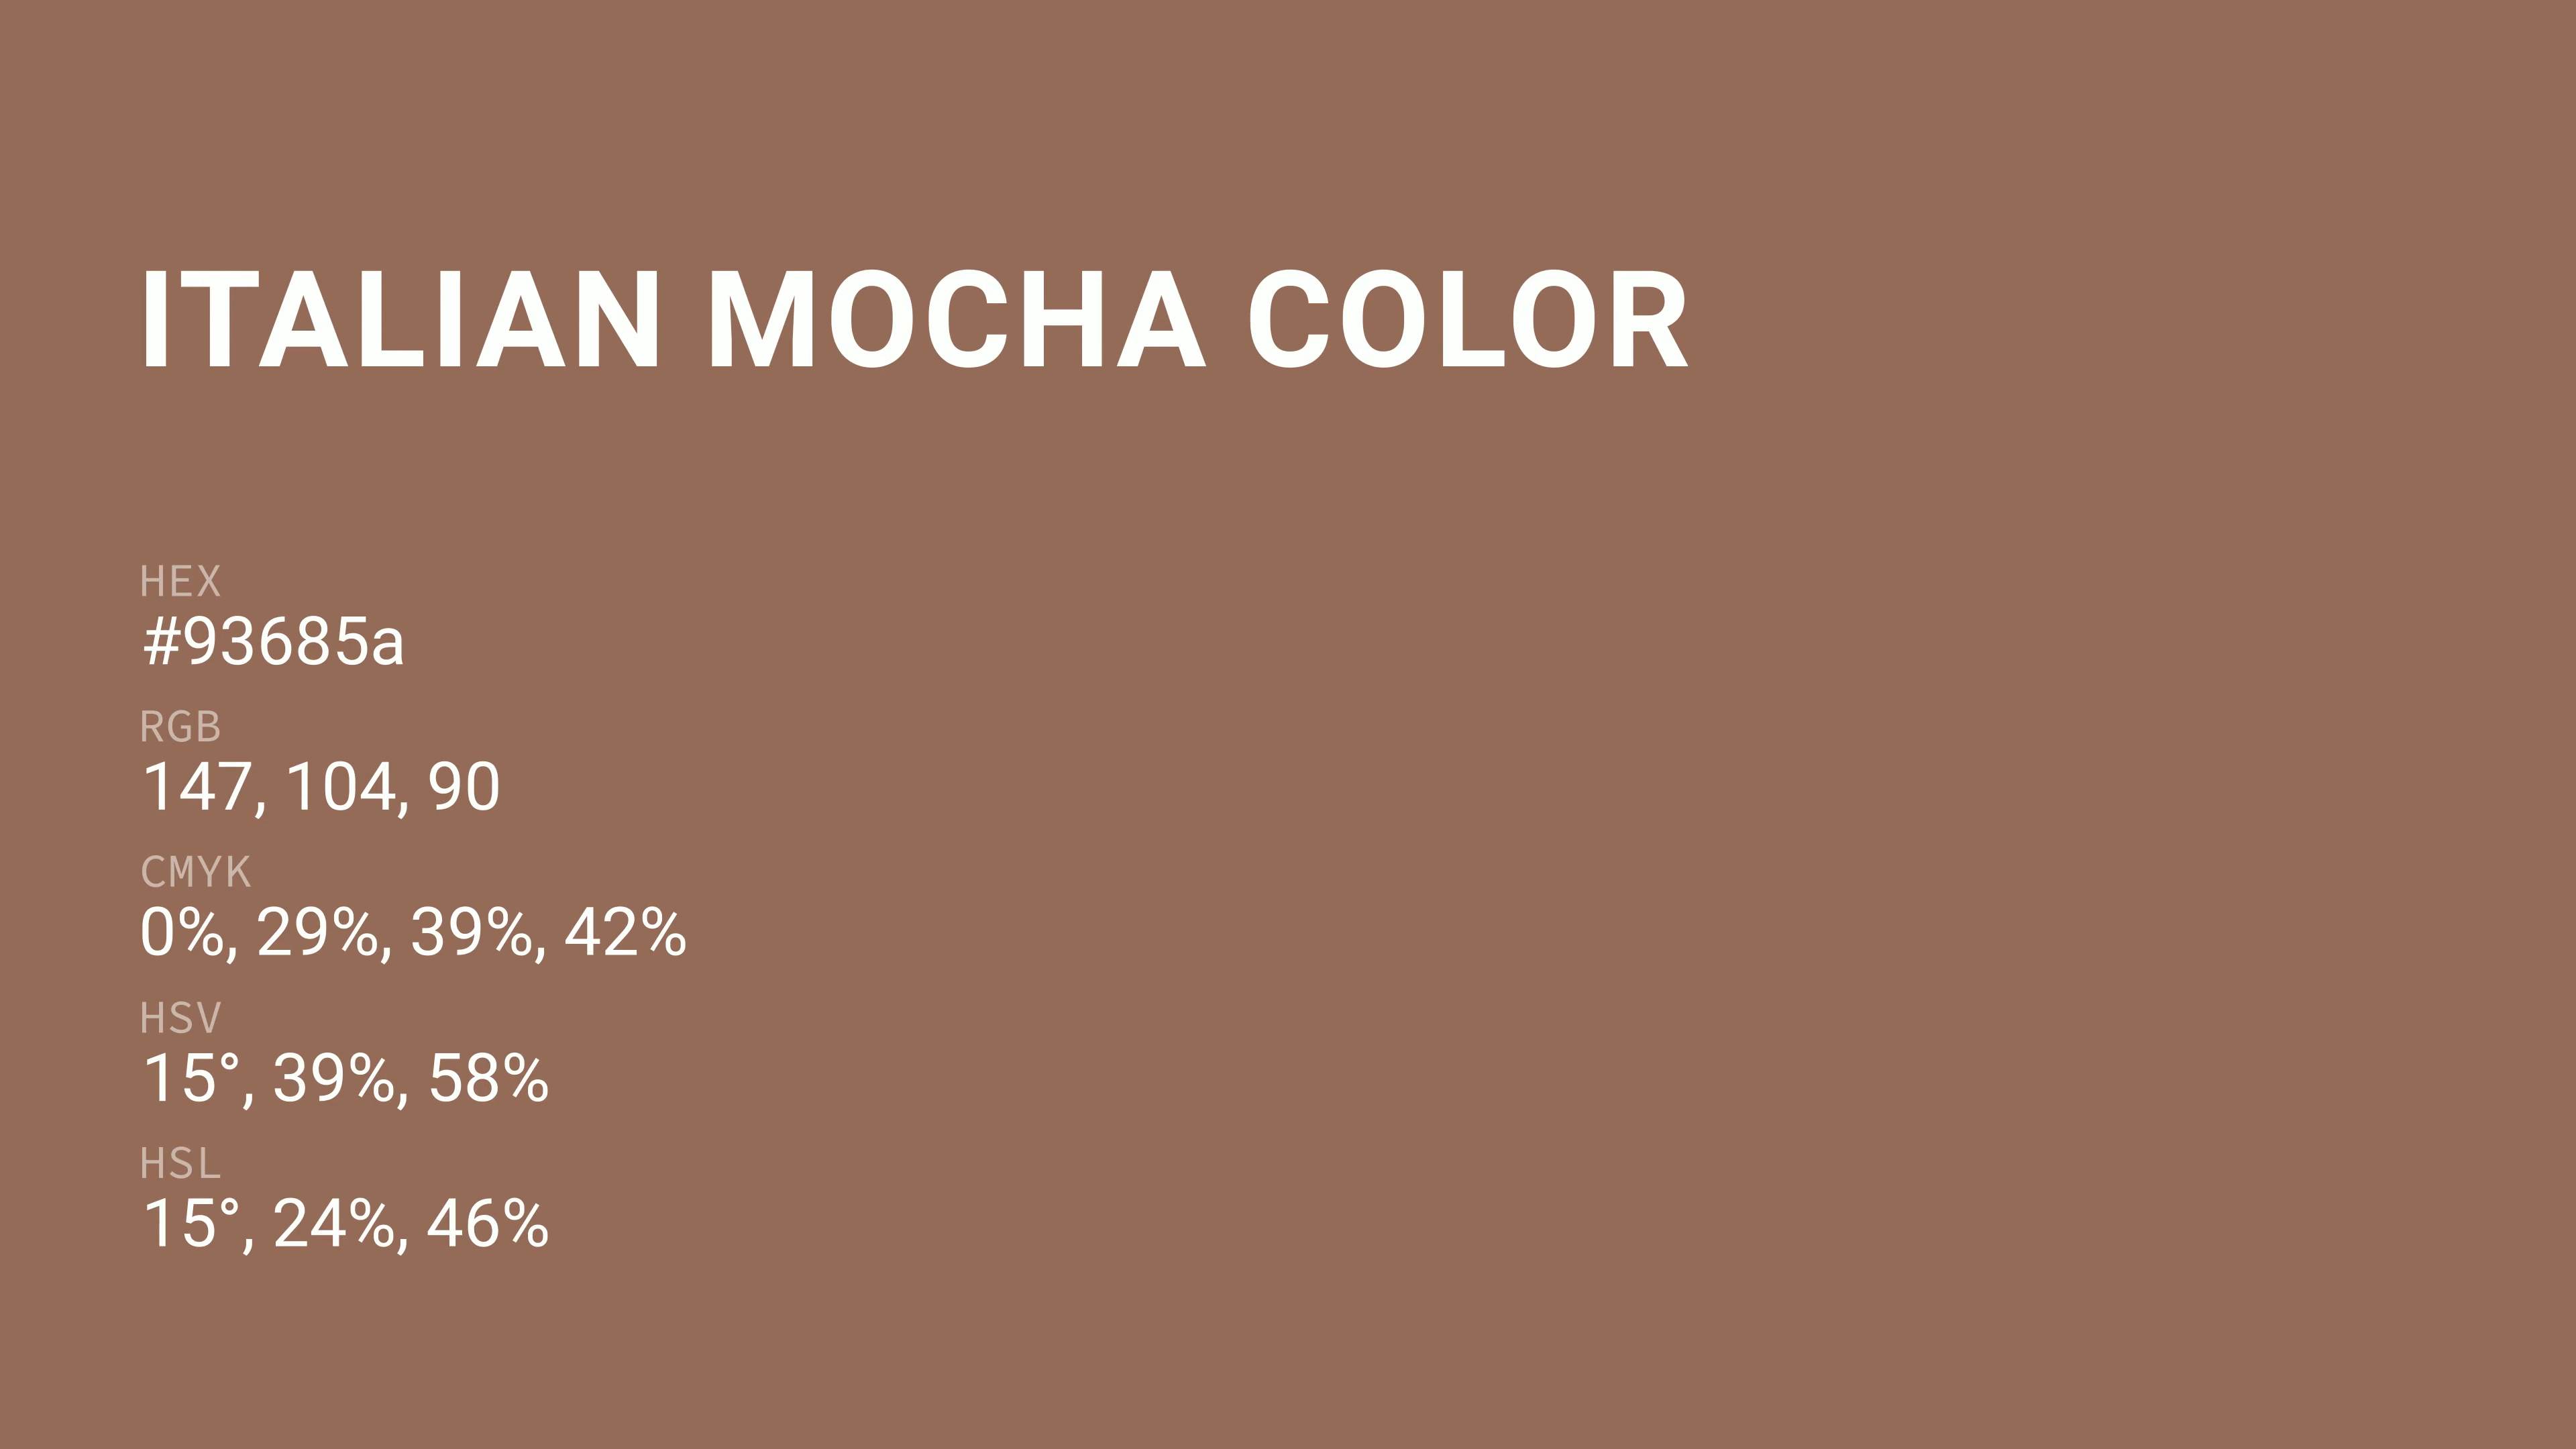 ITALIAN MOCHA COLOR
HEX
#93685a
RGB
147, 104, 90
CMYK
0%, 29%, 39%, 42%
HSV
15°, 39%, 58%
HSL
15°, 24%, 46%